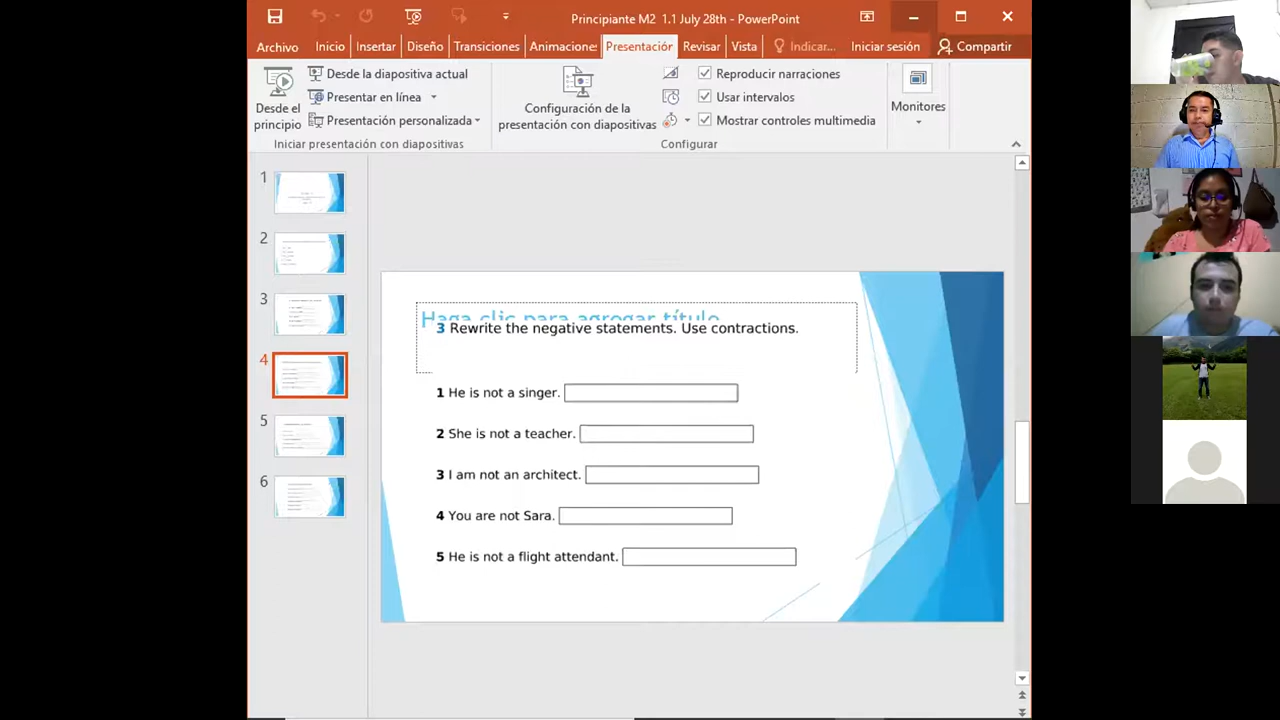 Principiante M2 1.1 July 28th - PowerPoint
Archivo Inicio Insertar Diseño Transiciones Animacione: Presentación Revisar Vista Indicar... Iniciar sesión Compartir
Desde el principio
Desde la diapositiva actual
Presentar en línea
Presentación personalizada
Iniciar presentación con diapositivas
Configuración de la presentación con diapositivas
Reproducir narraciones
Usar intervalos
Mostrar controles multimedia
Configurar
Monitores
1
2
3
4
5
6
Haga clic para agregar título
3 Rewrite the negative statements. Use contractions.
1 He is not a singer.
2 She is not a teacher.
3 I am not an architect.
4 You are not Sara.
5 He is not a flight attendant.